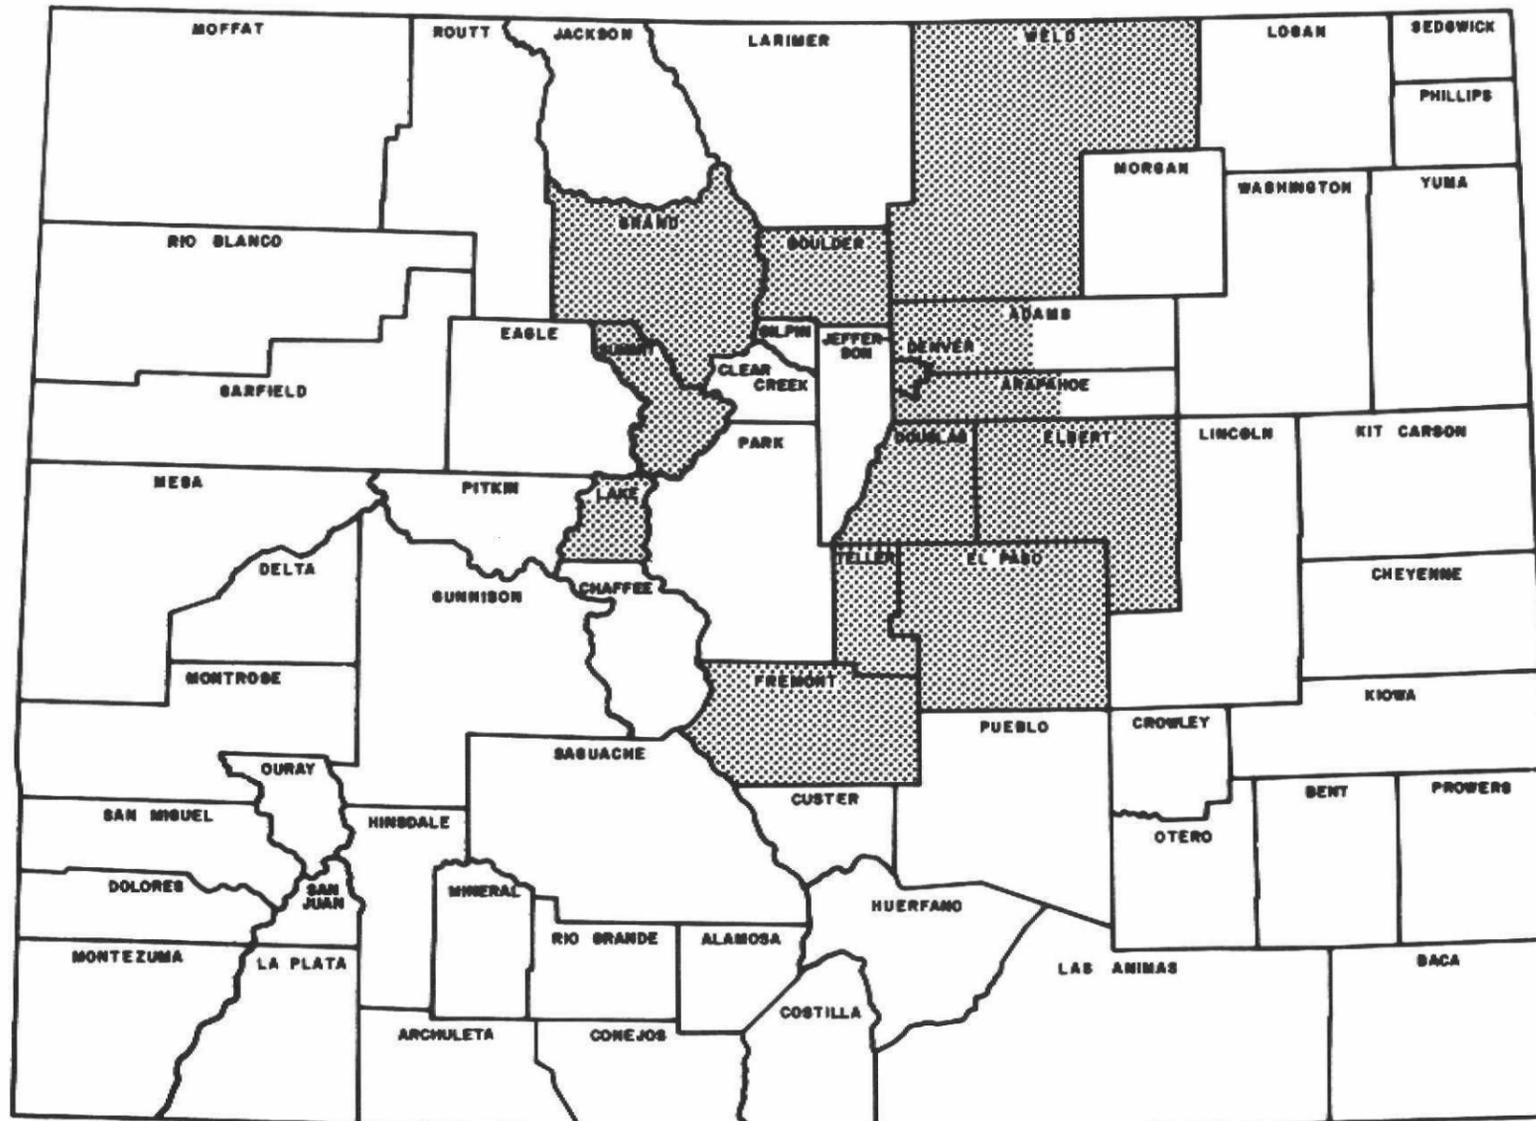 MOFFAT
ROUTT
JACKSON
LARIMER
WELD
LOGAN
SEDGWICK
PHILLIPS
MORGAN
WASHINGTON
YUMA
RIO BLANCO
GRAND
BOULDER
EAGLE
SUMMIT
GILPIN
JEFFER
SON
ADAMS
DENVER
CLEAR
CREEK
ARAPAHOE
GARFIELD
PARK
DOUGLAS
ELBERT
LINCOLN
KIT CARSON
MESA
PITKIN
LAKE
DELTA
GUNNISON
CHAFFEE
TELLER
EL PASO
CHEYENNE
MONTROSE
FREMONT
KIOWA
OURAY
SAGUACHE
PUEBLO
CROWLEY
SAN MIGUEL
HINSDALE
CUSTER
BENT
PROWERS
OTERO
DOLORES
SAN
JUAN
MINERAL
HUERFANO
MONTEZUMA
LA PLATA
RIO GRANDE
ALAMOSA
LAS ANIMAS
BACA
ARCHULETA
CONEJOS
COSTILLA